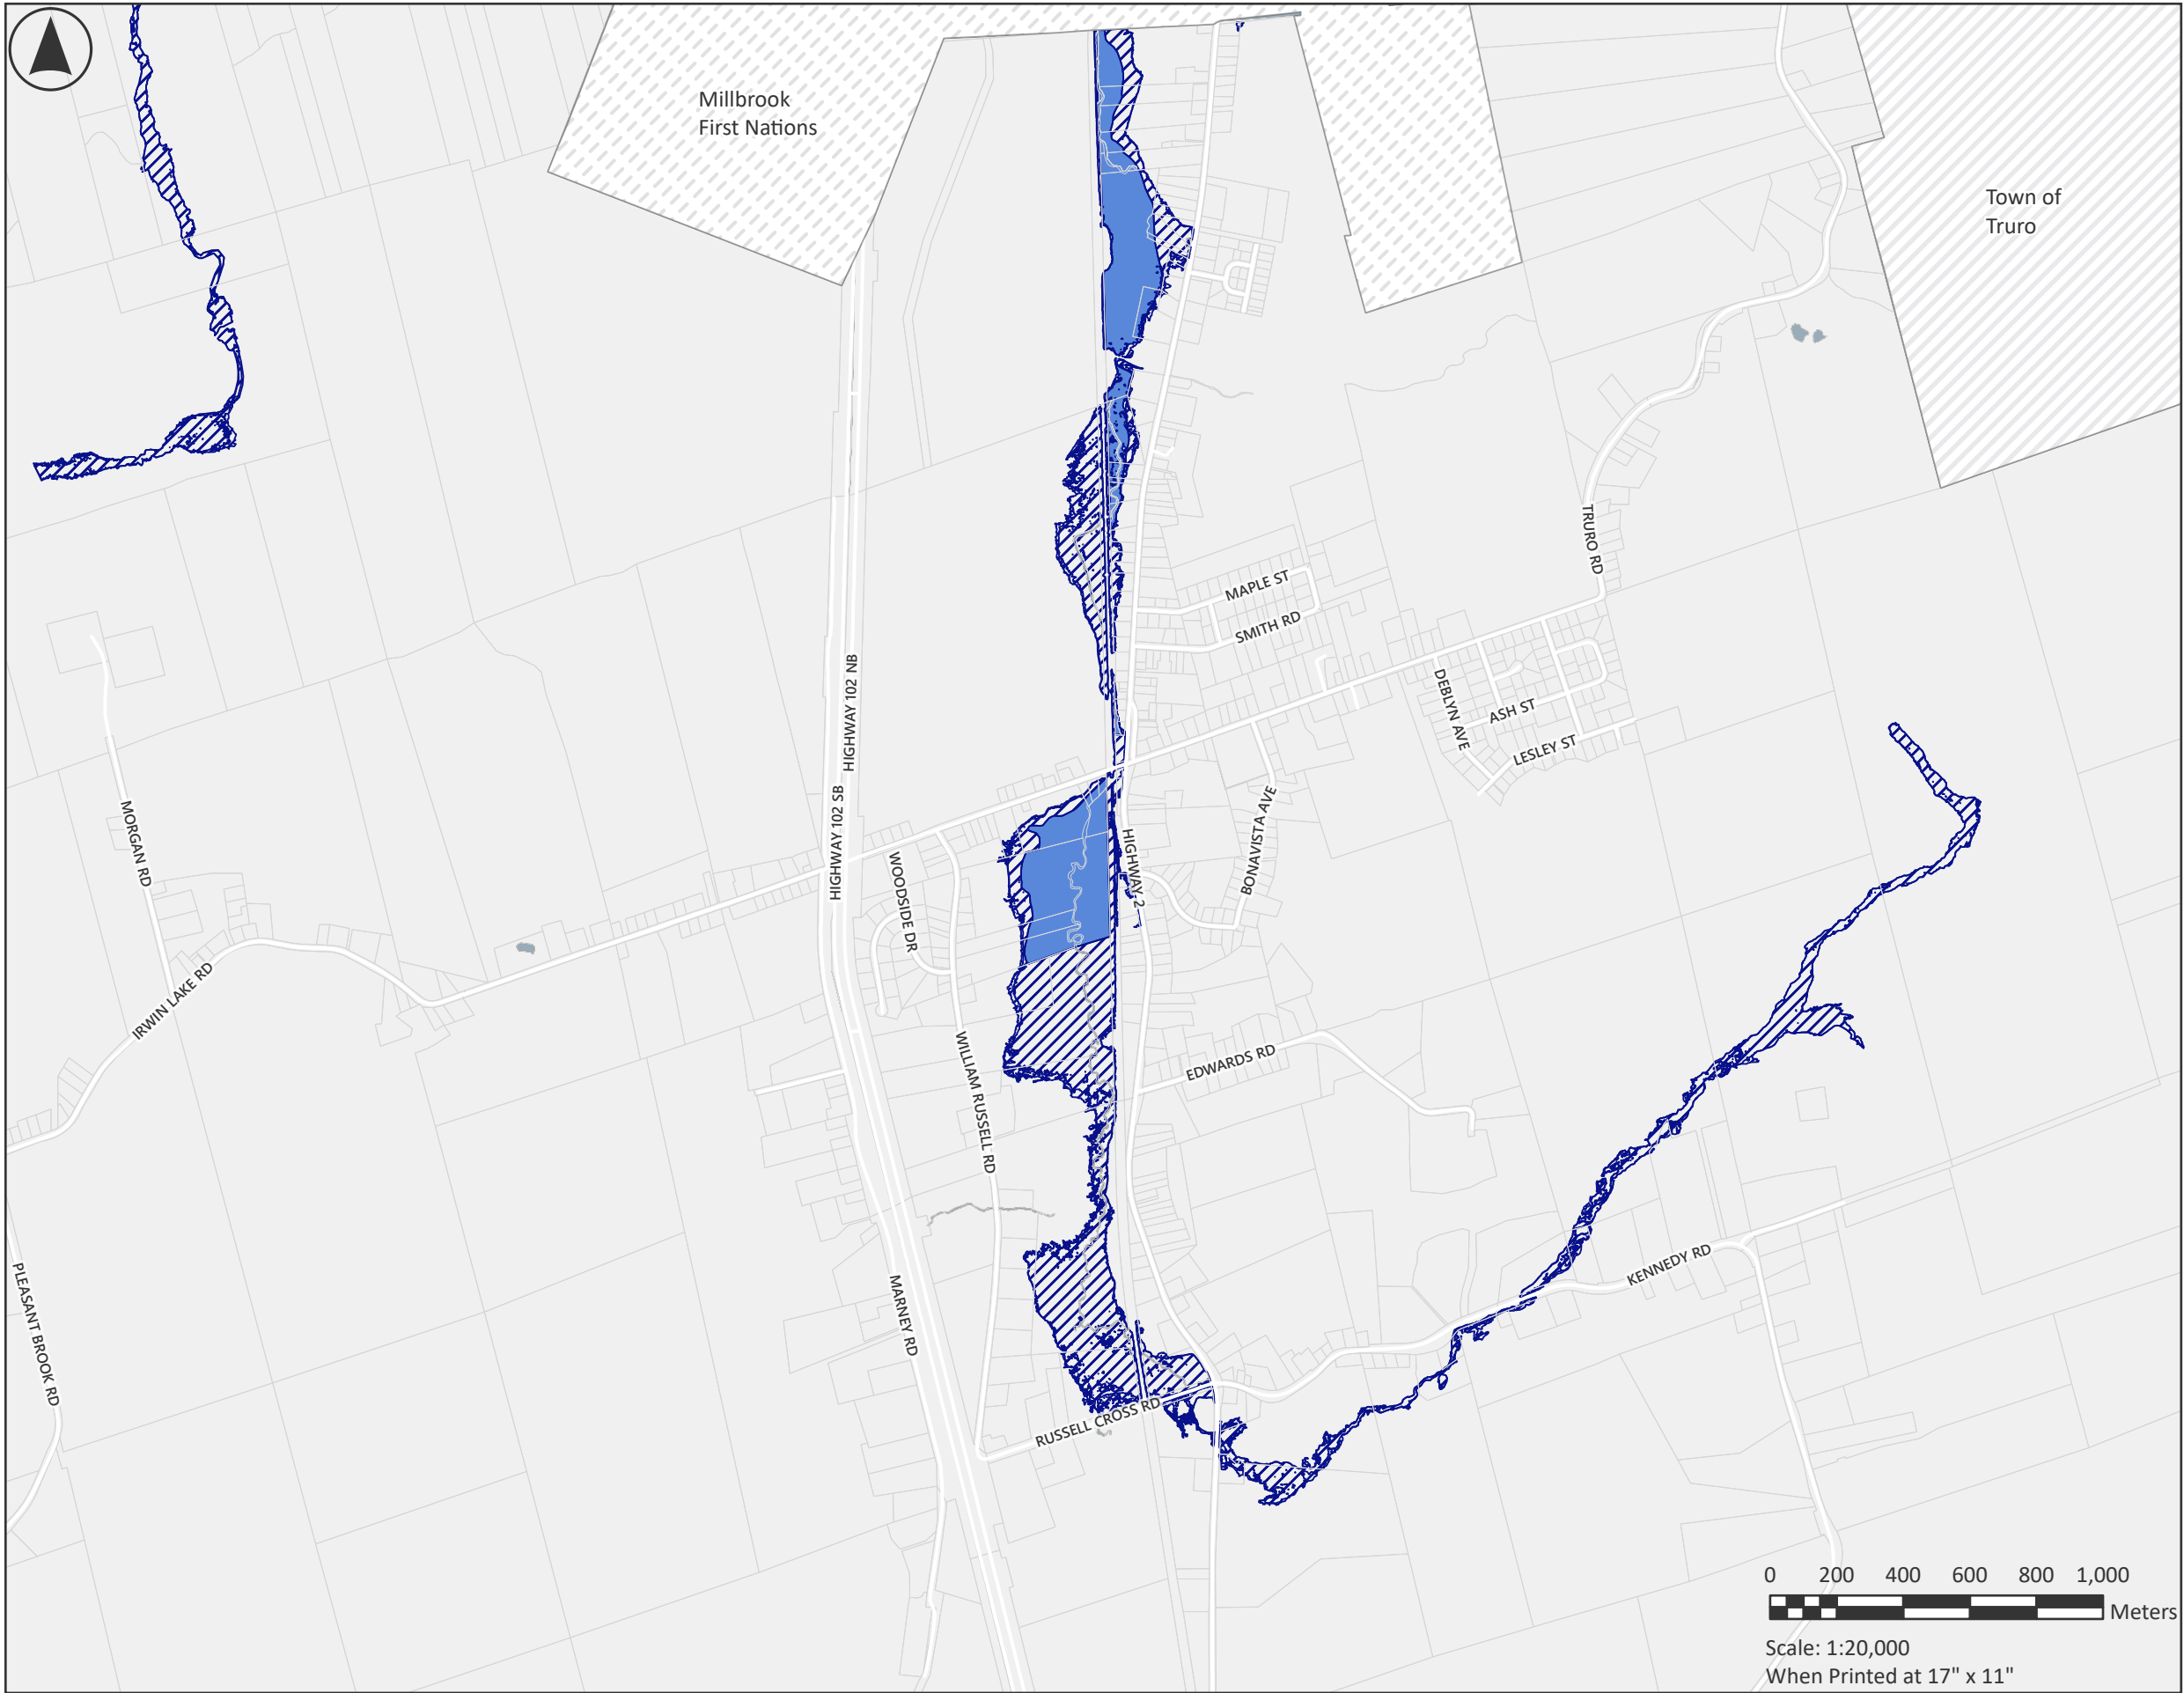 Millbrook
First Nations
Town of
Truro
TRURO RD
MAPLE ST
SMITH RD
HIGHWAY 102 NB
DEBLYN AVE
ASH ST
LESLEY ST
HIGHWAY 102 SB
MORGAN RD
WOODSIDE DR
HIGHWAY 2
BONAVISTA AVE
IRWIN LAKE RD
WILLIAM RUSSELL RD
EDWARDS RD
KENNEDY RD
PLEASANT BROOK RD
MARNEY RD
RUSSELL CROSS RD
0 200 400 600 800 1,000
Meters
Scale: 1:20,000
When Printed at 17" x 11"